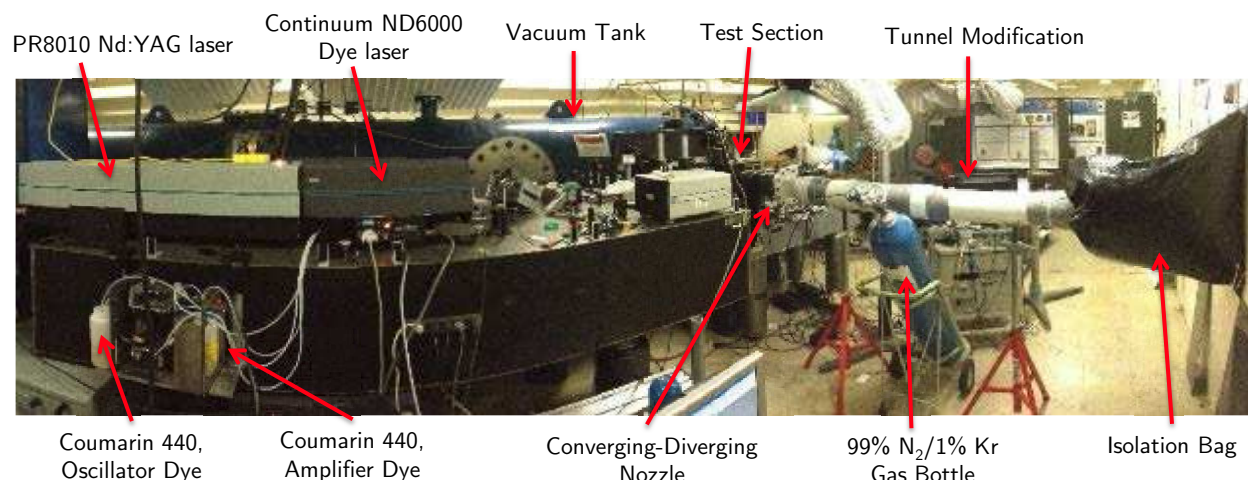 PR8010 Nd:YAG laser
Continuum ND6000
Dye laser
Vacuum Tank
Test Section
Tunnel Modification
Coumarin 440,
Oscillator Dye
Coumarin 440,
Amplifier Dye
Converging-Diverging
Nozzle
99% N₂/1% Kr
Gas Bottle
Isolation Bag